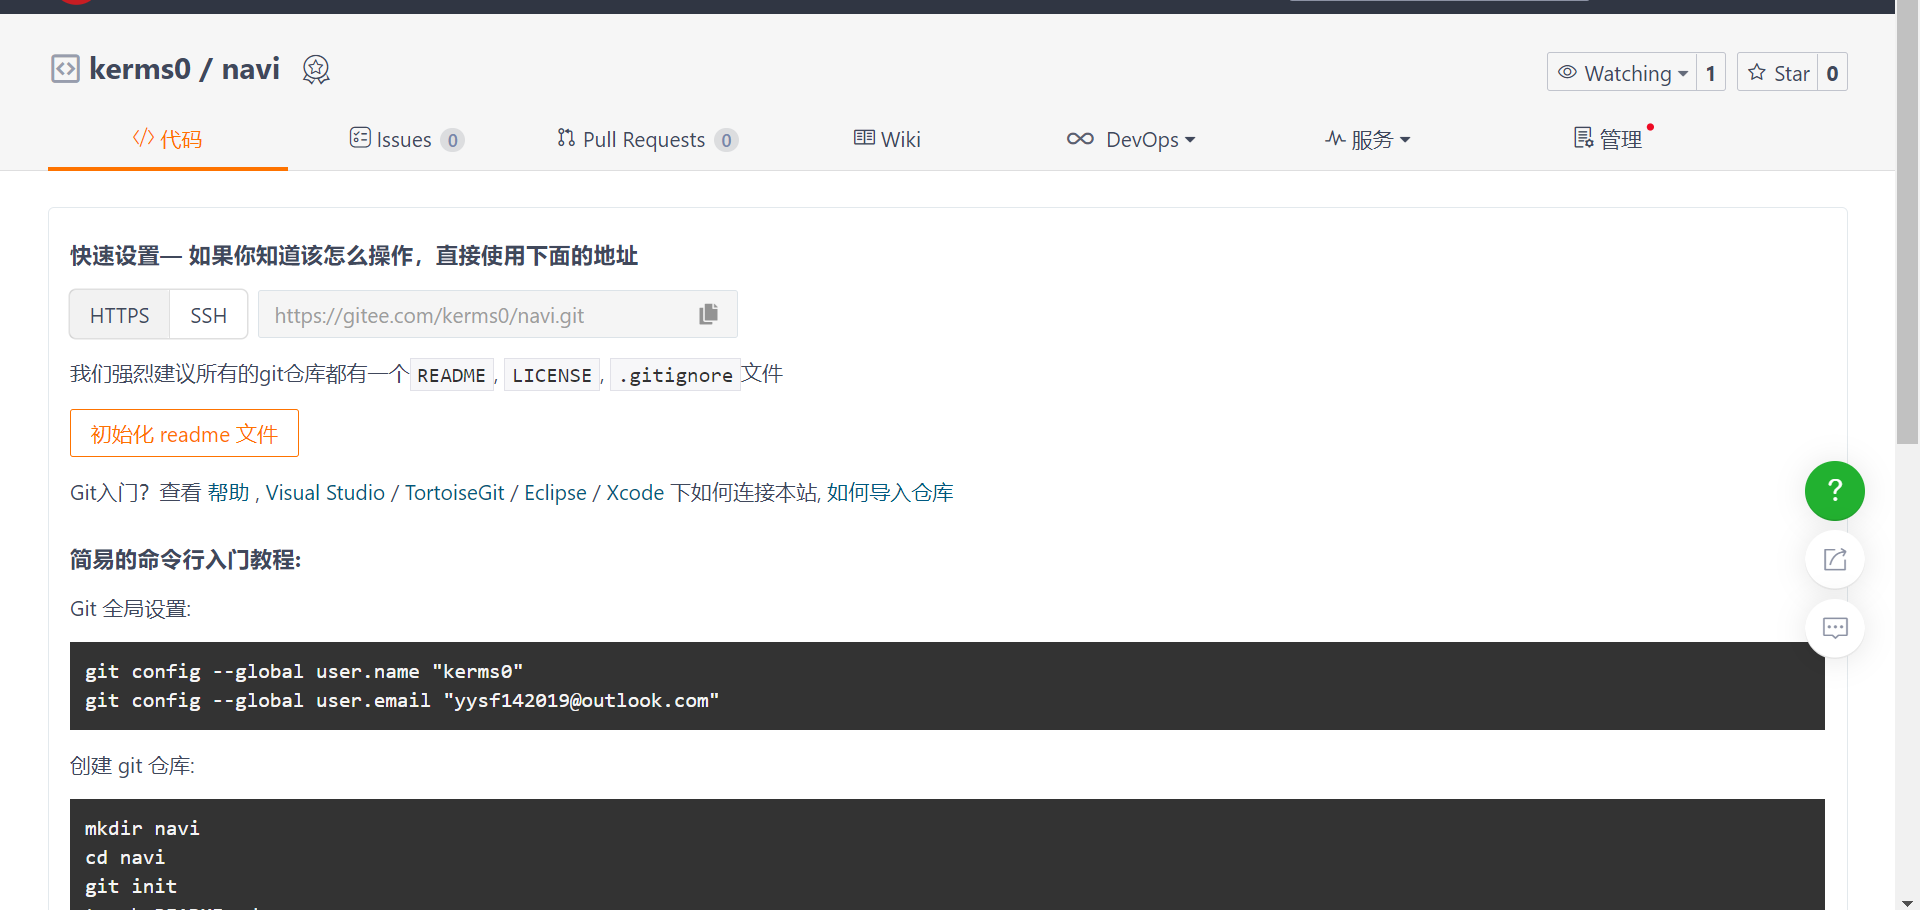 kerms0 / navi
Watching 1 Star 0
代码 Issues 0 Pull Requests 0 Wiki DevOps 服务 管理
快速设置— 如果你知道该怎么操作，直接使用下面的地址
HTTPS SSH https://gitee.com/kerms0/navi.git
我们强烈建议所有的git仓库都有一个 README, LICENSE, .gitignore 文件
初始化 readme 文件
Git入门？查看 帮助 , Visual Studio / TortoiseGit / Eclipse / Xcode 下如何连接本站, 如何导入仓库
?
简易的命令行入门教程:
Git 全局设置:
git config --global user.name "kerms0"
git config --global user.email "yysf142019@outlook.com"
创建 git 仓库:
mkdir navi
cd navi
git init